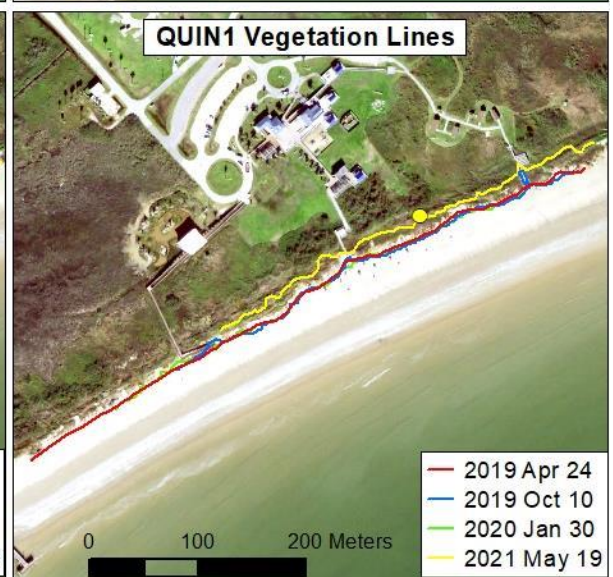 QUIN1 Vegetation Lines
2019 Apr 24
2019 Oct 10
2020 Jan 30
2021 May 19
0 100 200 Meters